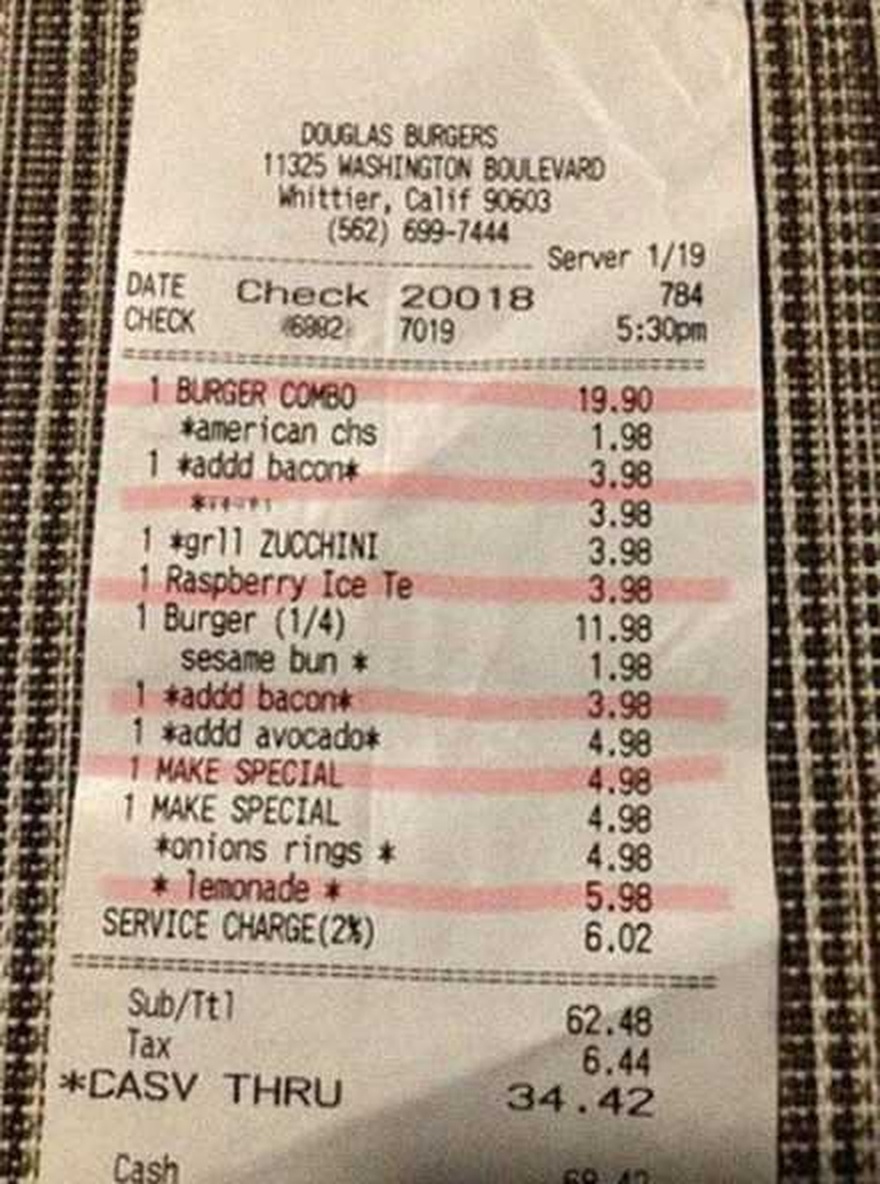 DOUGLAS BURGERS
11325 WASHINGTON BOULEVARD
Whittier, Calif 90603
(562) 699-7444
Server 1/19
DATE Check 20018 784
CHECK 7019 5:30pm
1 BURGER COMBO 19.90
*american chs 1.98
1 *addd bacon* 3.98
3.98
1 *grll ZUCCHINI 3.98
1 Raspberry Ice Te 3.98
1 Burger (1/4) 11.98
sesame bun * 1.98
1 *addd bacon* 3.98
1 *addd avocado* 4.98
1 MAKE SPECIAL 4.98
1 MAKE SPECIAL 4.98
*onions rings * 4.98
* lemonade * 5.98
SERVICE CHARGE(2%) 6.02
Sub/Ttl 62.48
Tax 6.44
*CASV THRU 34.42
Cash